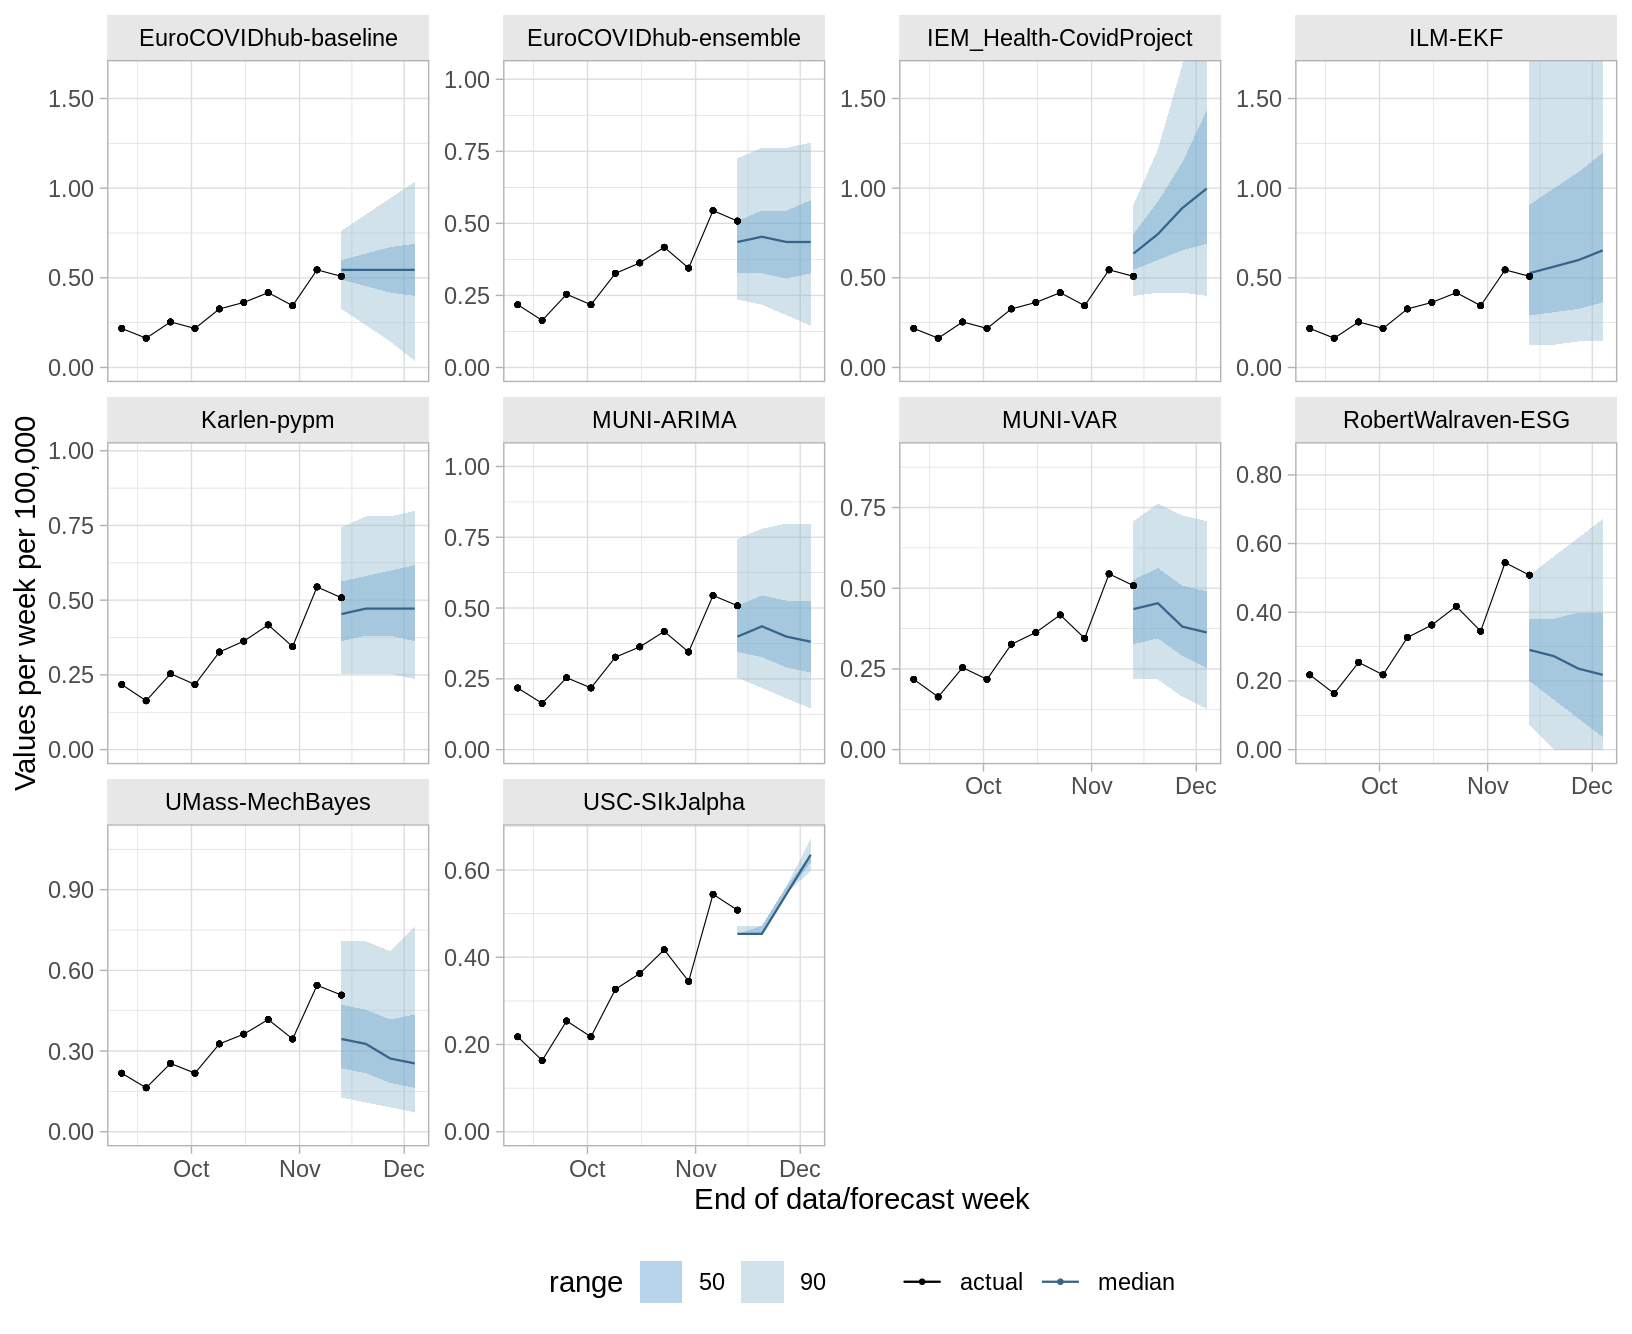 EuroCOVIDhub-baseline
EuroCOVIDhub-ensemble
IEM_Health-CovidProject
ILM-EKF
1.50
1.00
0.50
0.00
1.00
0.75
0.50
0.25
0.00
1.50
1.00
0.50
0.00
1.50
1.00
0.50
0.00
Values per week per 100,000
Karlen-pypm
MUNI-ARIMA
MUNI-VAR
RobertWalraven-ESG
1.00
0.75
0.50
0.25
0.00
1.00
0.75
0.50
0.25
0.00
0.75
0.50
0.25
0.00
Oct Nov Dec
0.80
0.60
0.40
0.20
0.00
Oct Nov Dec
UMass-MechBayes
USC-SIkJalpha
0.90
0.60
0.30
0.00
Oct Nov Dec
0.60
0.40
0.20
0.00
Oct Nov Dec
End of data/forecast week
range 50 90 actual median